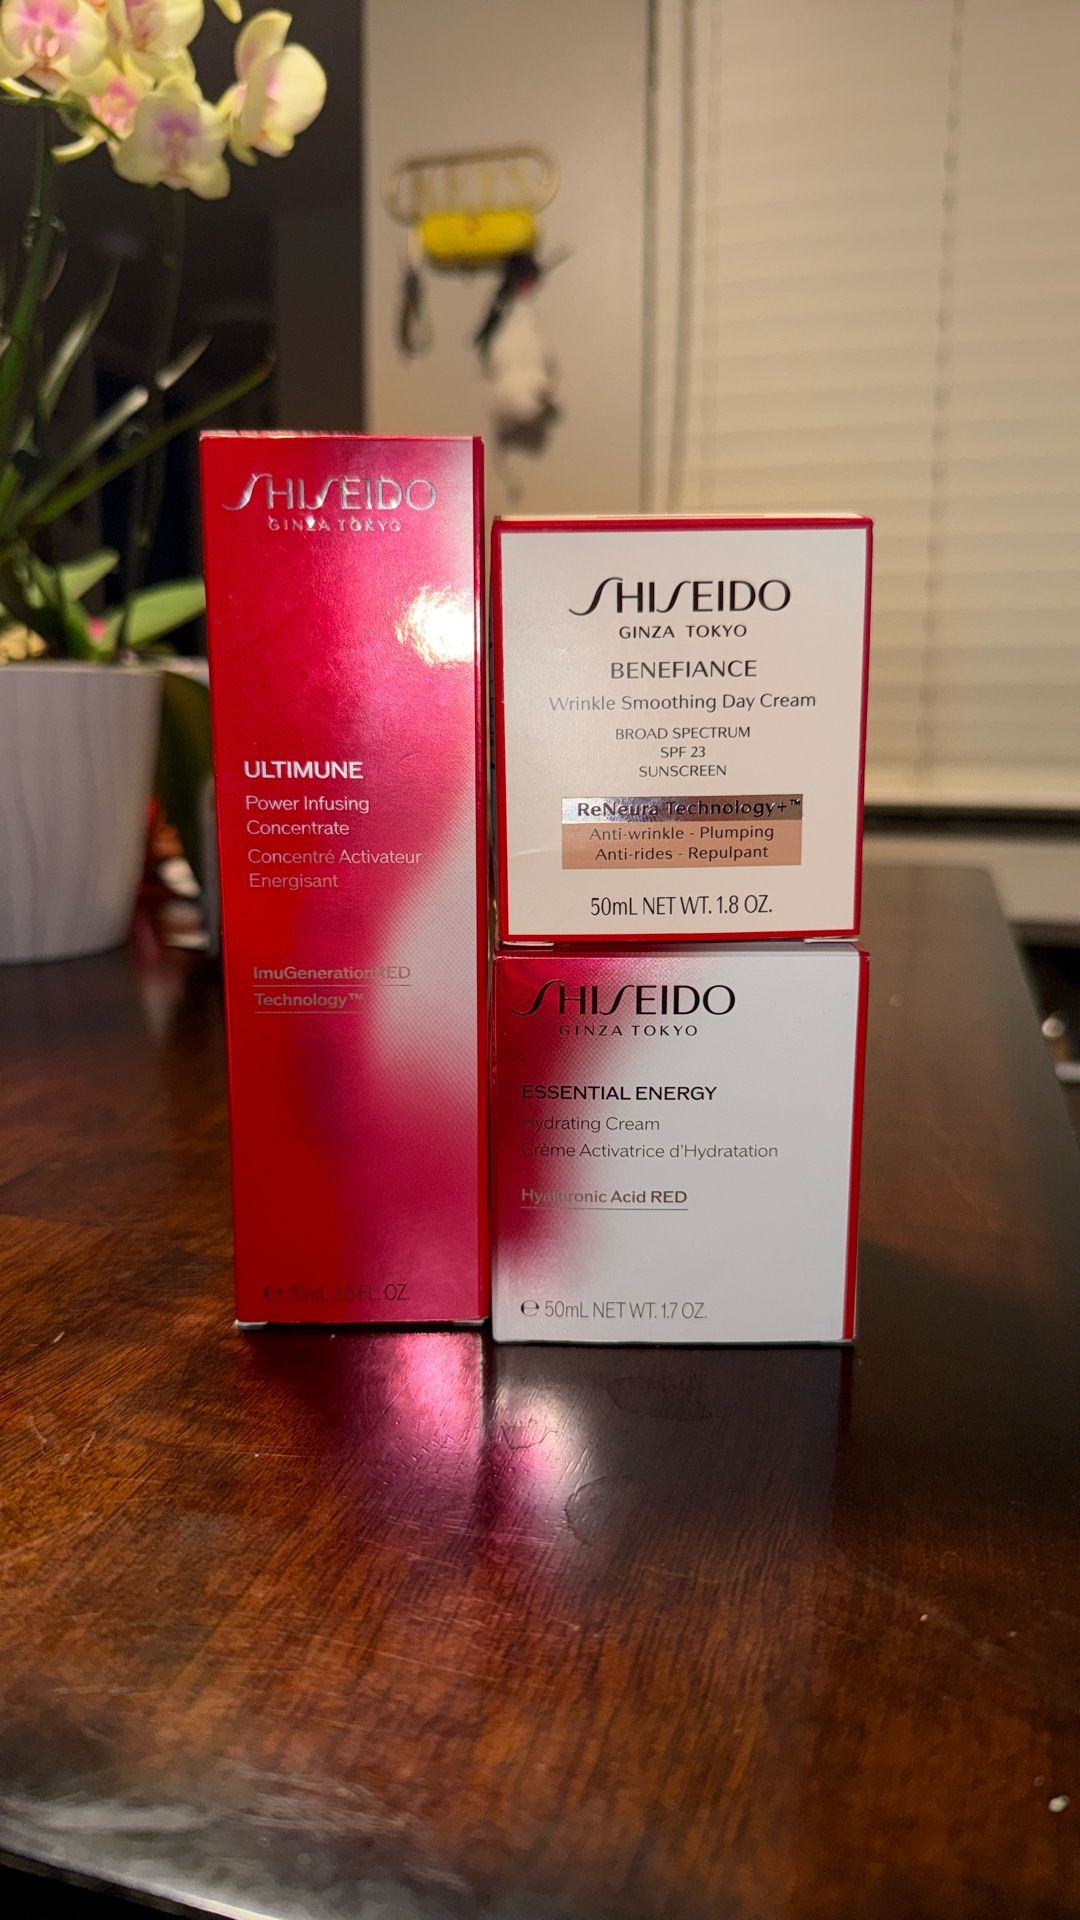 SHISEIDO
GINZA TOKYO
ULTIMUNE
Power Infusing
Concentrate
Concentré Activateur
Energisant
ImuGenerationRED
Technology™
e 75mL 2.5 FL. OZ.
SHISEIDO
GINZA TOKYO
BENEFIANCE
Wrinkle Smoothing Day Cream
BROAD SPECTRUM
SPF 23
SUNSCREEN
ReNeura Technology+™
Anti-wrinkle - Plumping
Anti-rides - Repulpant
50mL NET WT. 1.8 OZ.
SHISEIDO
GINZA TOKYO
ESSENTIAL ENERGY
Hydrating Cream
Crème Activatrice d'Hydratation
Hyaluronic Acid RED
e 50mL NET WT. 1.7 OZ.